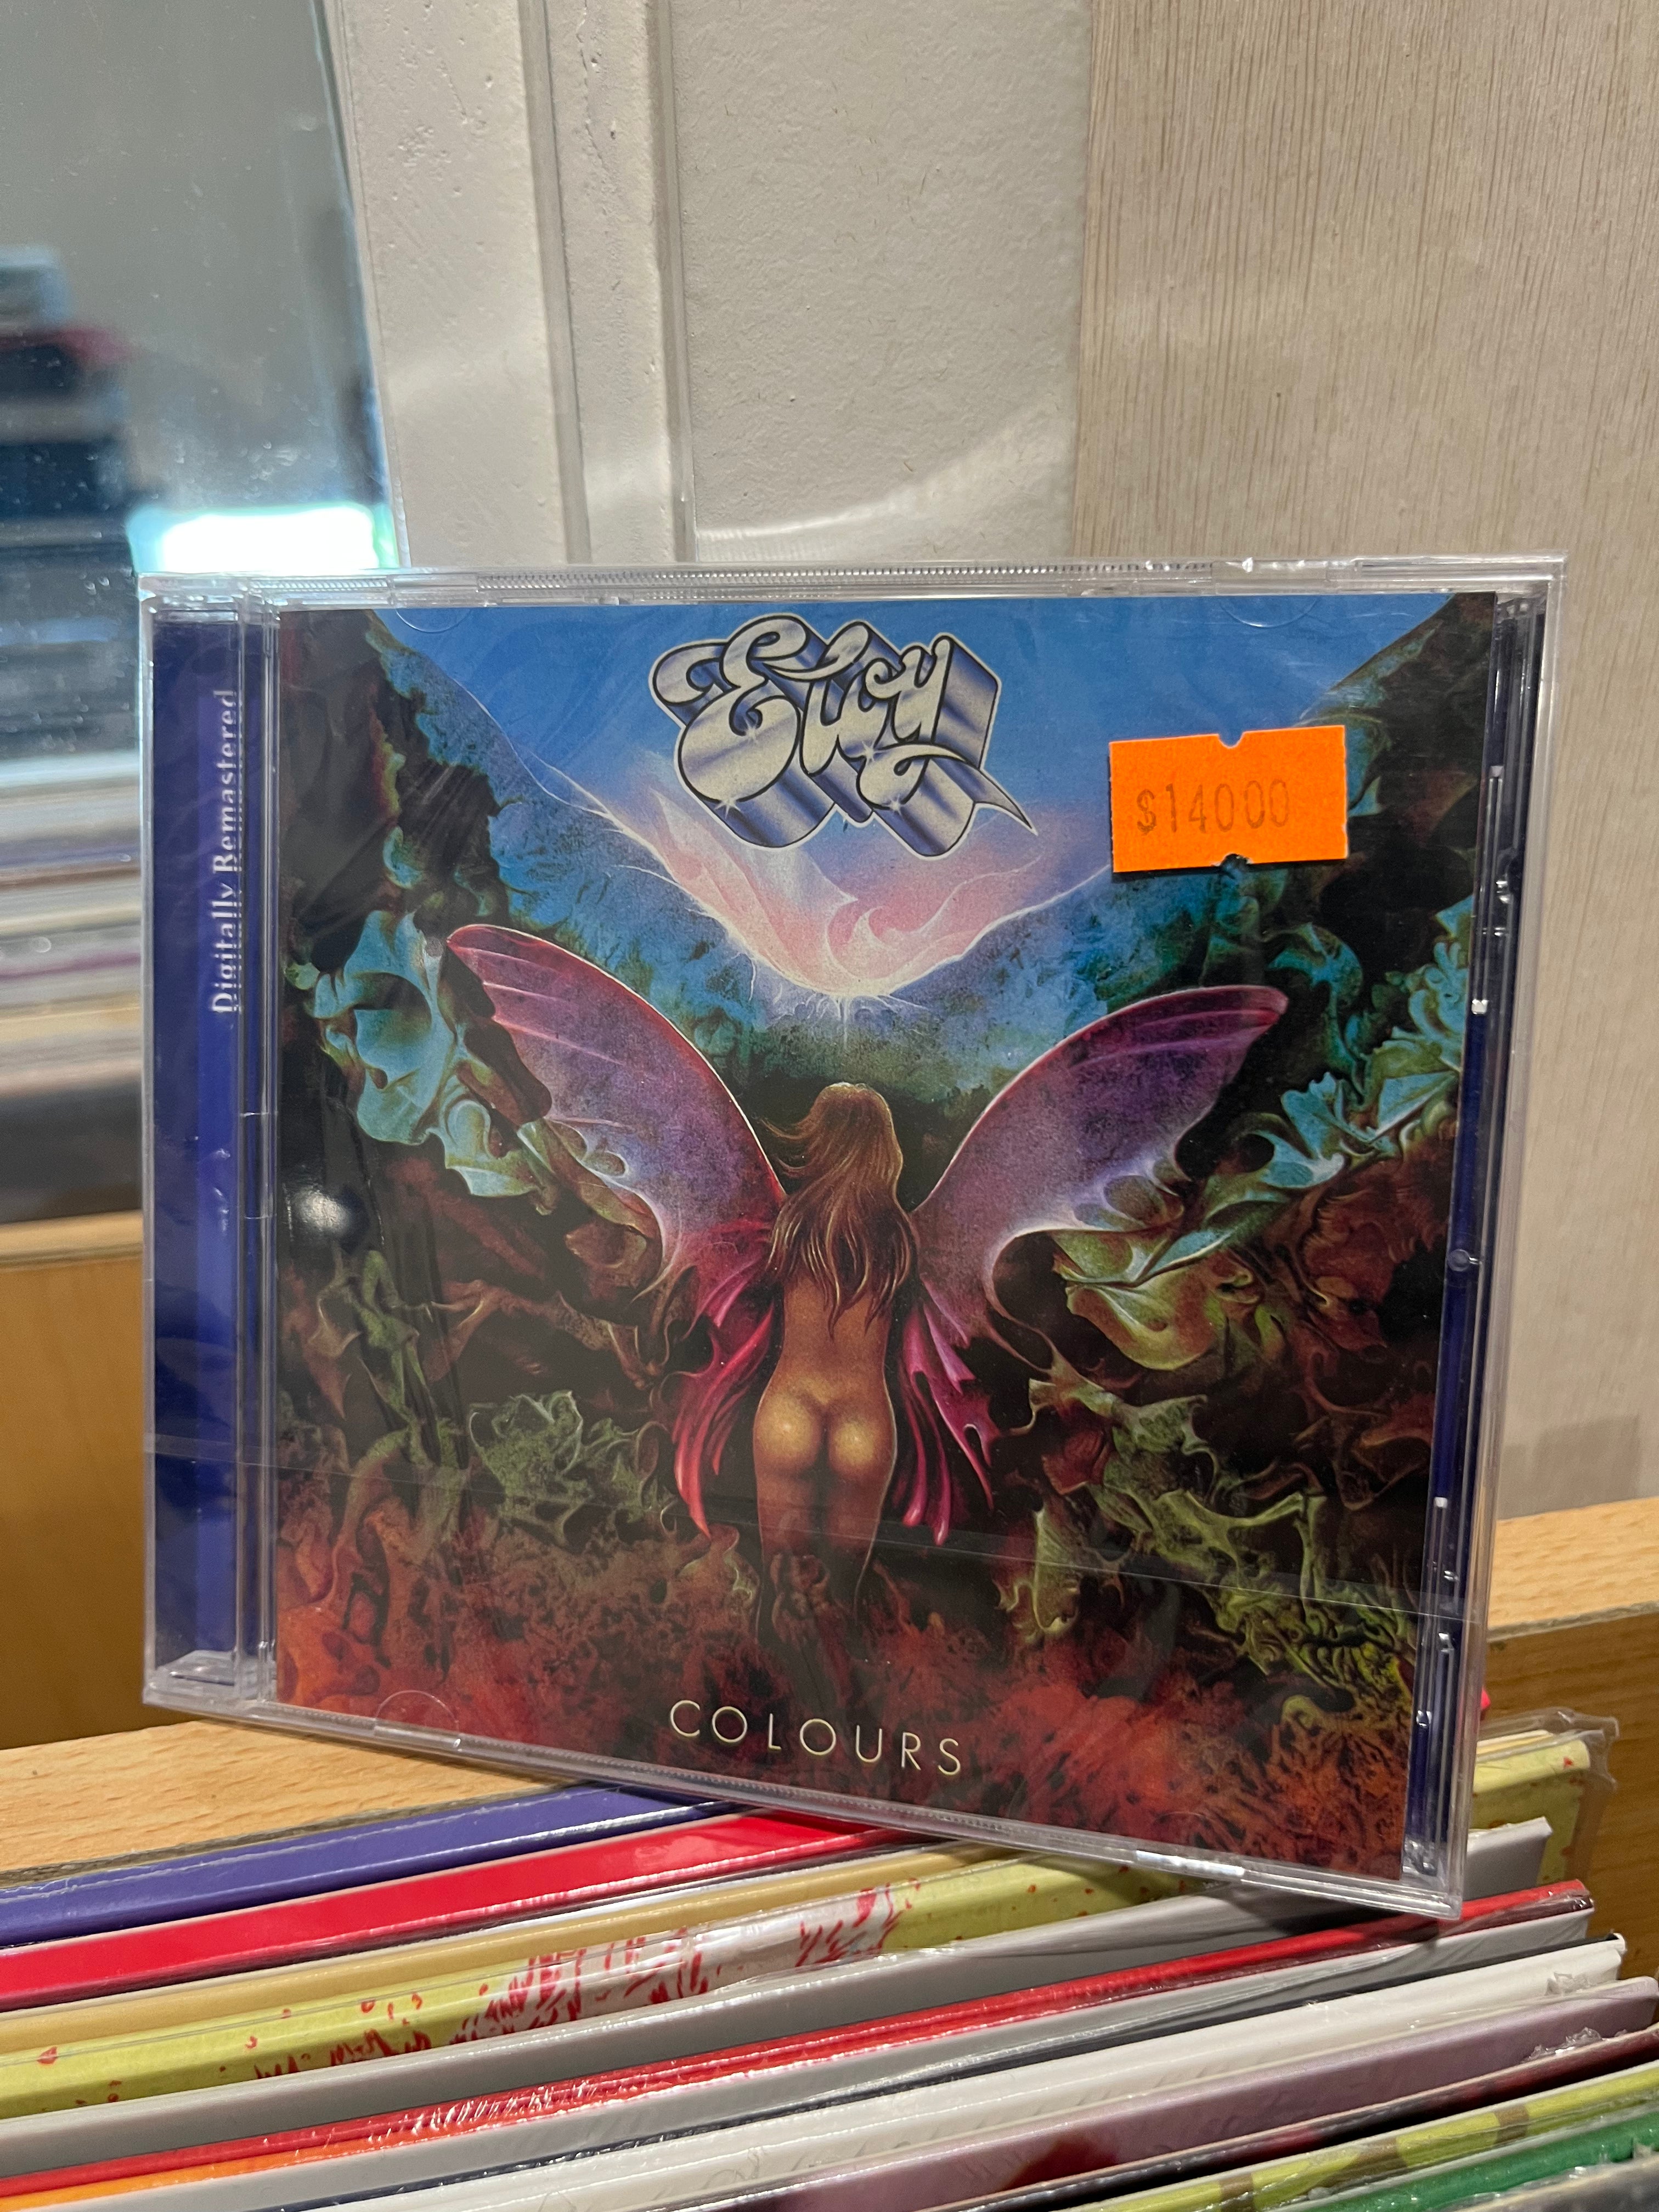 Eloy
$14000
Digitally Remastered
COLOURS